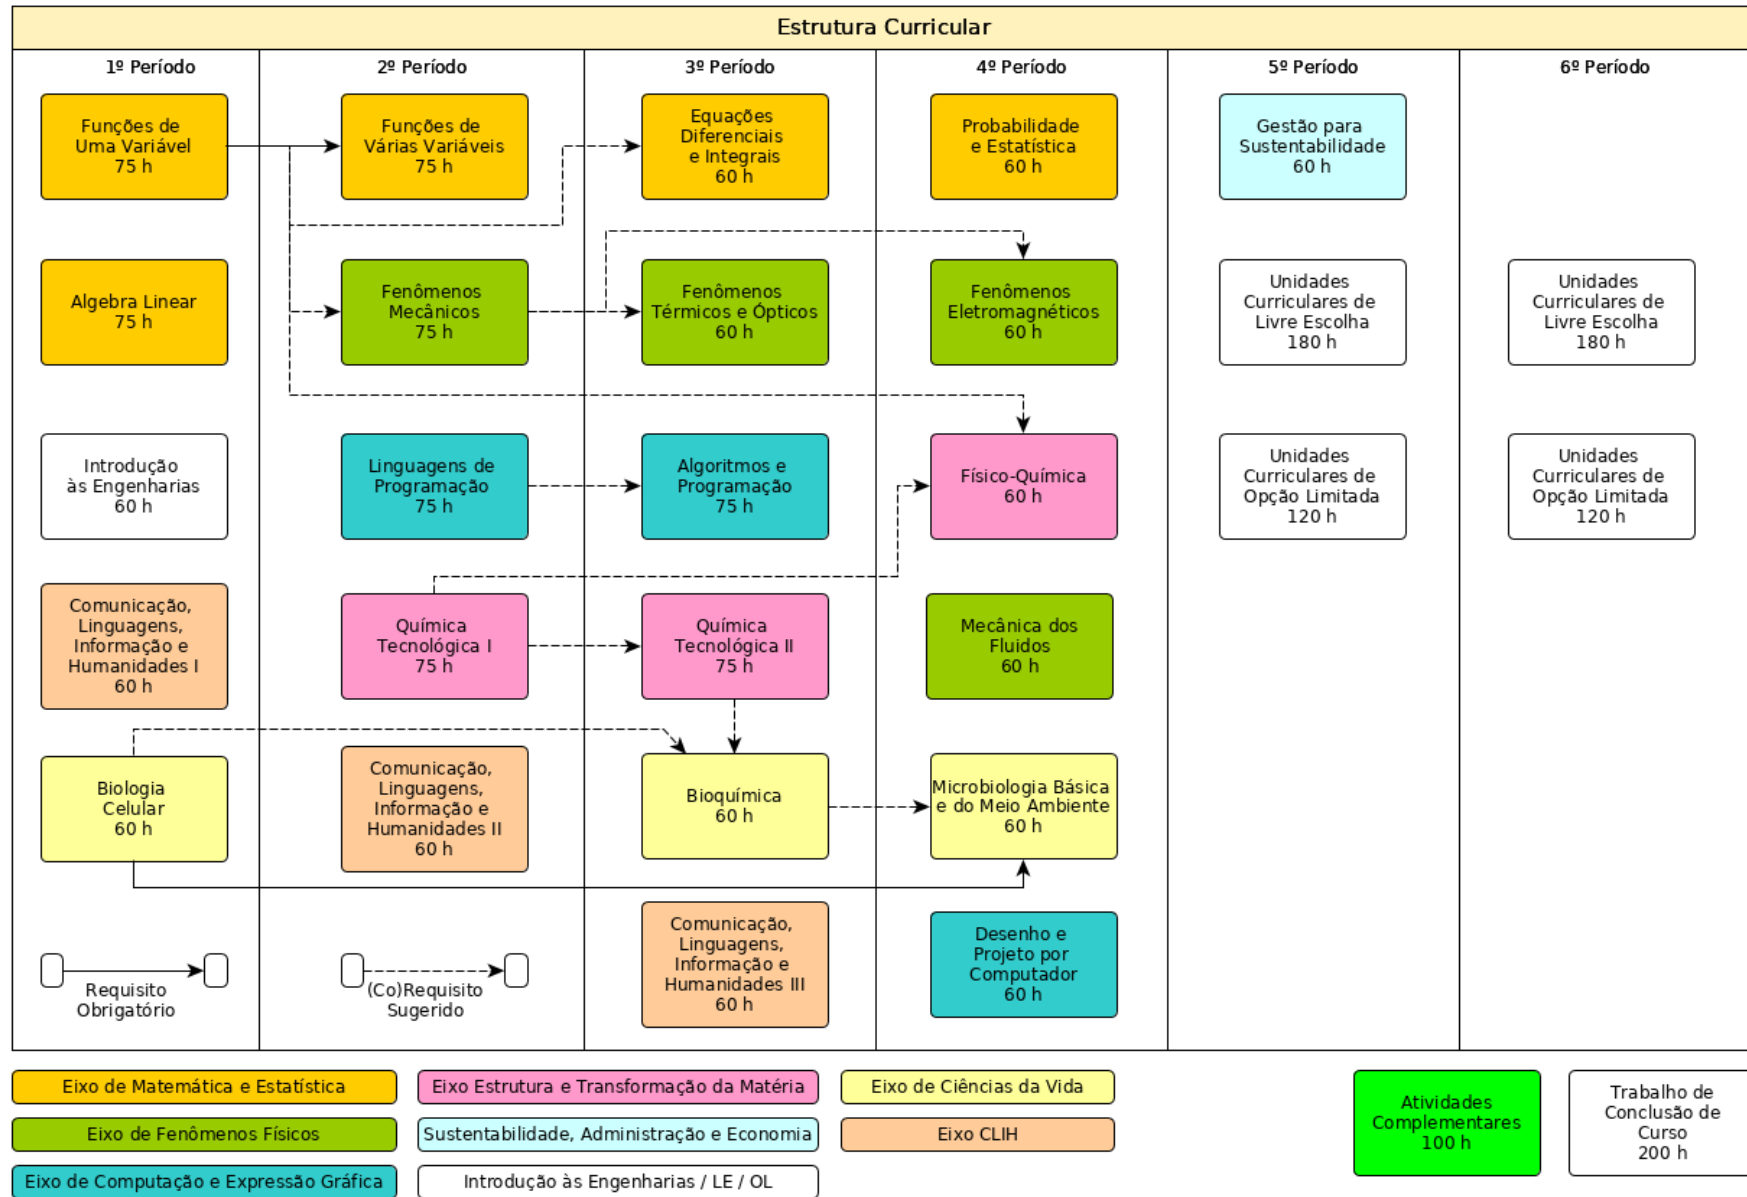 Estrutura Curricular
1º Período
2º Período
3º Período
4º Período
5º Período
6º Período
Funções de
Uma Variável
75 h
Funções de
Várias Variáveis
75 h
Equações
Diferenciais
e Integrais
60 h
Probabilidade
e Estatística
60 h
Gestão para
Sustentabilidade
60 h
Algebra Linear
75 h
Fenômenos
Mecânicos
75 h
Fenômenos
Térmicos e Ópticos
60 h
Fenômenos
Eletromagnéticos
60 h
Unidades
Curriculares de
Livre Escolha
180 h
Unidades
Curriculares de
Livre Escolha
180 h
Introdução
às Engenharias
60 h
Linguagens de
Programação
75 h
Algoritmos e
Programação
75 h
Físico-Química
60 h
Unidades
Curriculares de
Opção Limitada
120 h
Unidades
Curriculares de
Opção Limitada
120 h
Comunicação,
Linguagens,
Informação e
Humanidades I
60 h
Química
Tecnológica I
75 h
Química
Tecnológica II
75 h
Mecânica dos
Fluidos
60 h
Biologia
Celular
60 h
Comunicação,
Linguagens,
Informação e
Humanidades II
60 h
Bioquímica
60 h
Microbiologia Básica
e do Meio Ambiente
60 h
Comunicação,
Linguagens,
Informação e
Humanidades III
60 h
Desenho e
Projeto por
Computador
60 h
Requisito
Obrigatório
(Co)Requisito
Sugerido
Eixo de Matemática e Estatística
Eixo Estrutura e Transformação da Matéria
Eixo de Ciências da Vida
Eixo de Fenômenos Físicos
Sustentabilidade, Administração e Economia
Eixo CLIH
Eixo de Computação e Expressão Gráfica
Introdução às Engenharias / LE / OL
Atividades
Complementares
100 h
Trabalho de
Conclusão de
Curso
200 h